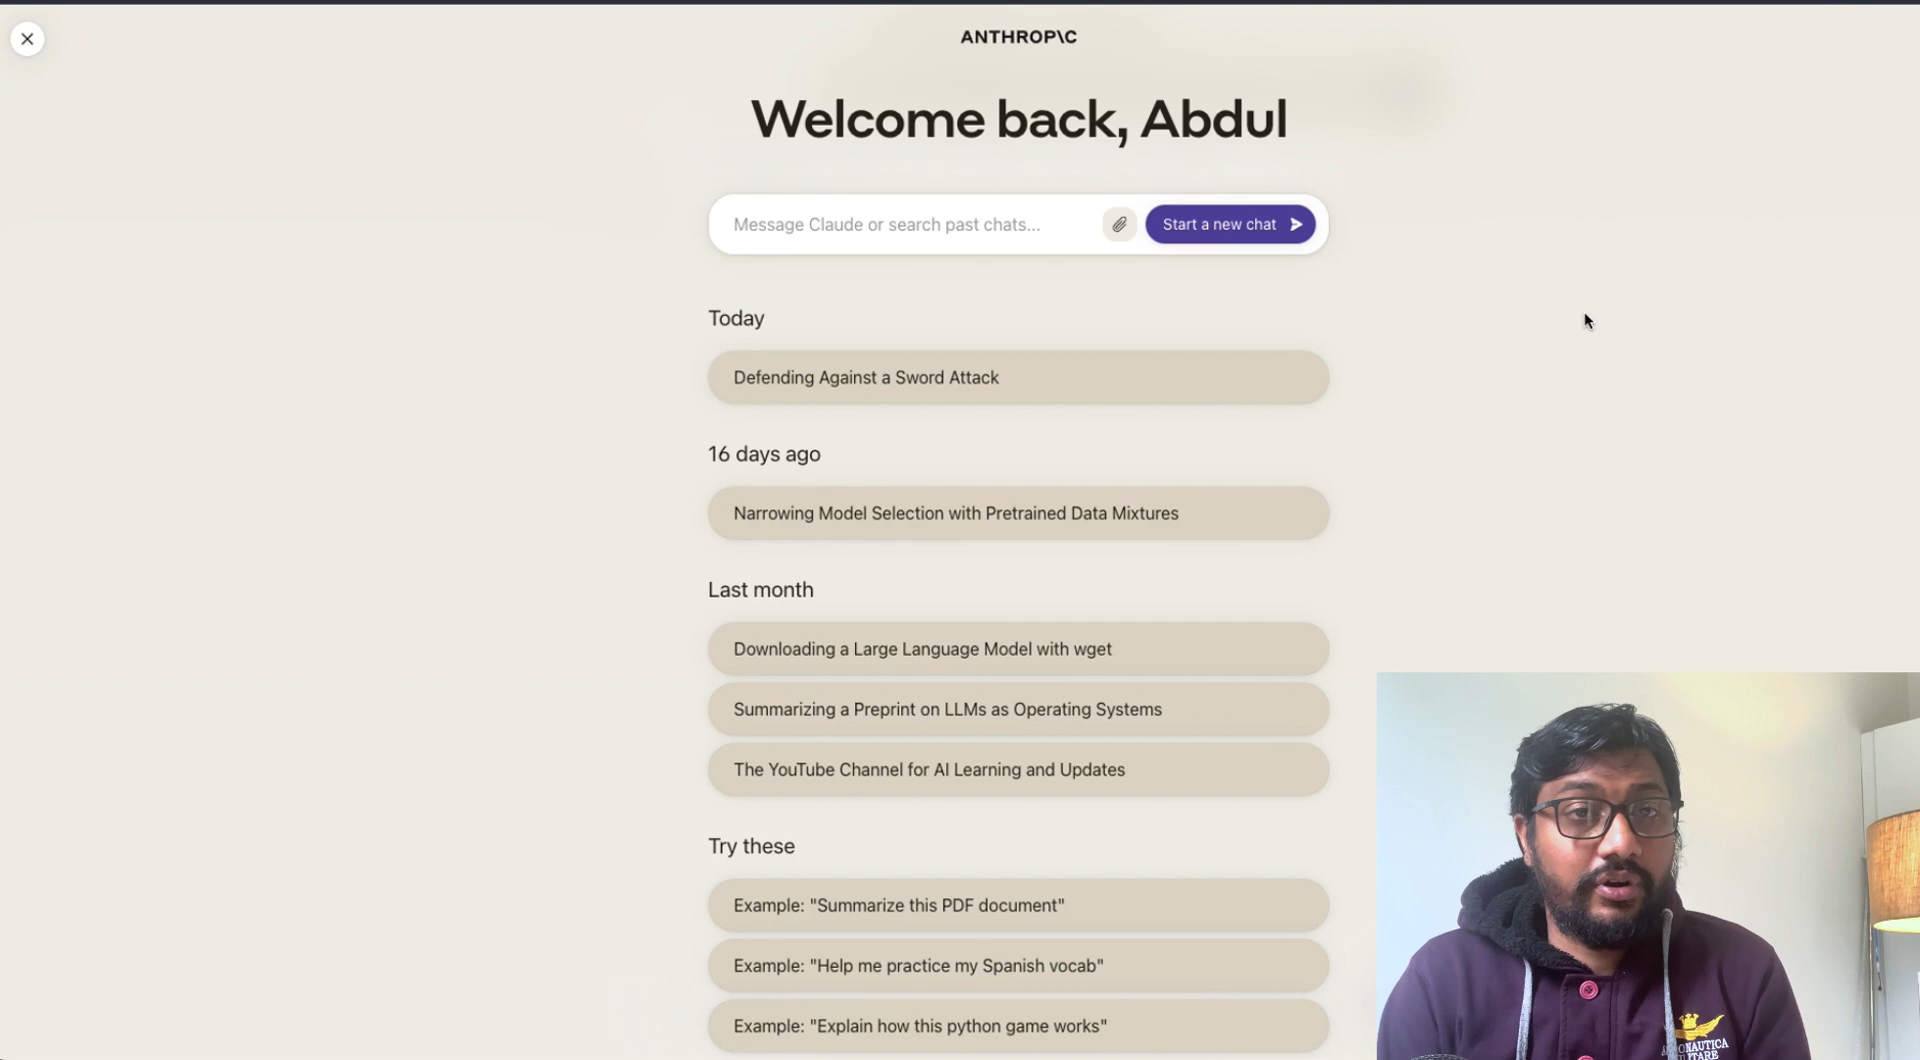 ANTHROP\C
Welcome back, Abdul
Message Claude or search past chats...
Start a new chat
Today
Defending Against a Sword Attack
16 days ago
Narrowing Model Selection with Pretrained Data Mixtures
Last month
Downloading a Large Language Model with wget
Summarizing a Preprint on LLMs as Operating Systems
The YouTube Channel for AI Learning and Updates
Try these
Example: "Summarize this PDF document"
Example: "Help me practice my Spanish vocab"
Example: "Explain how this python game works"